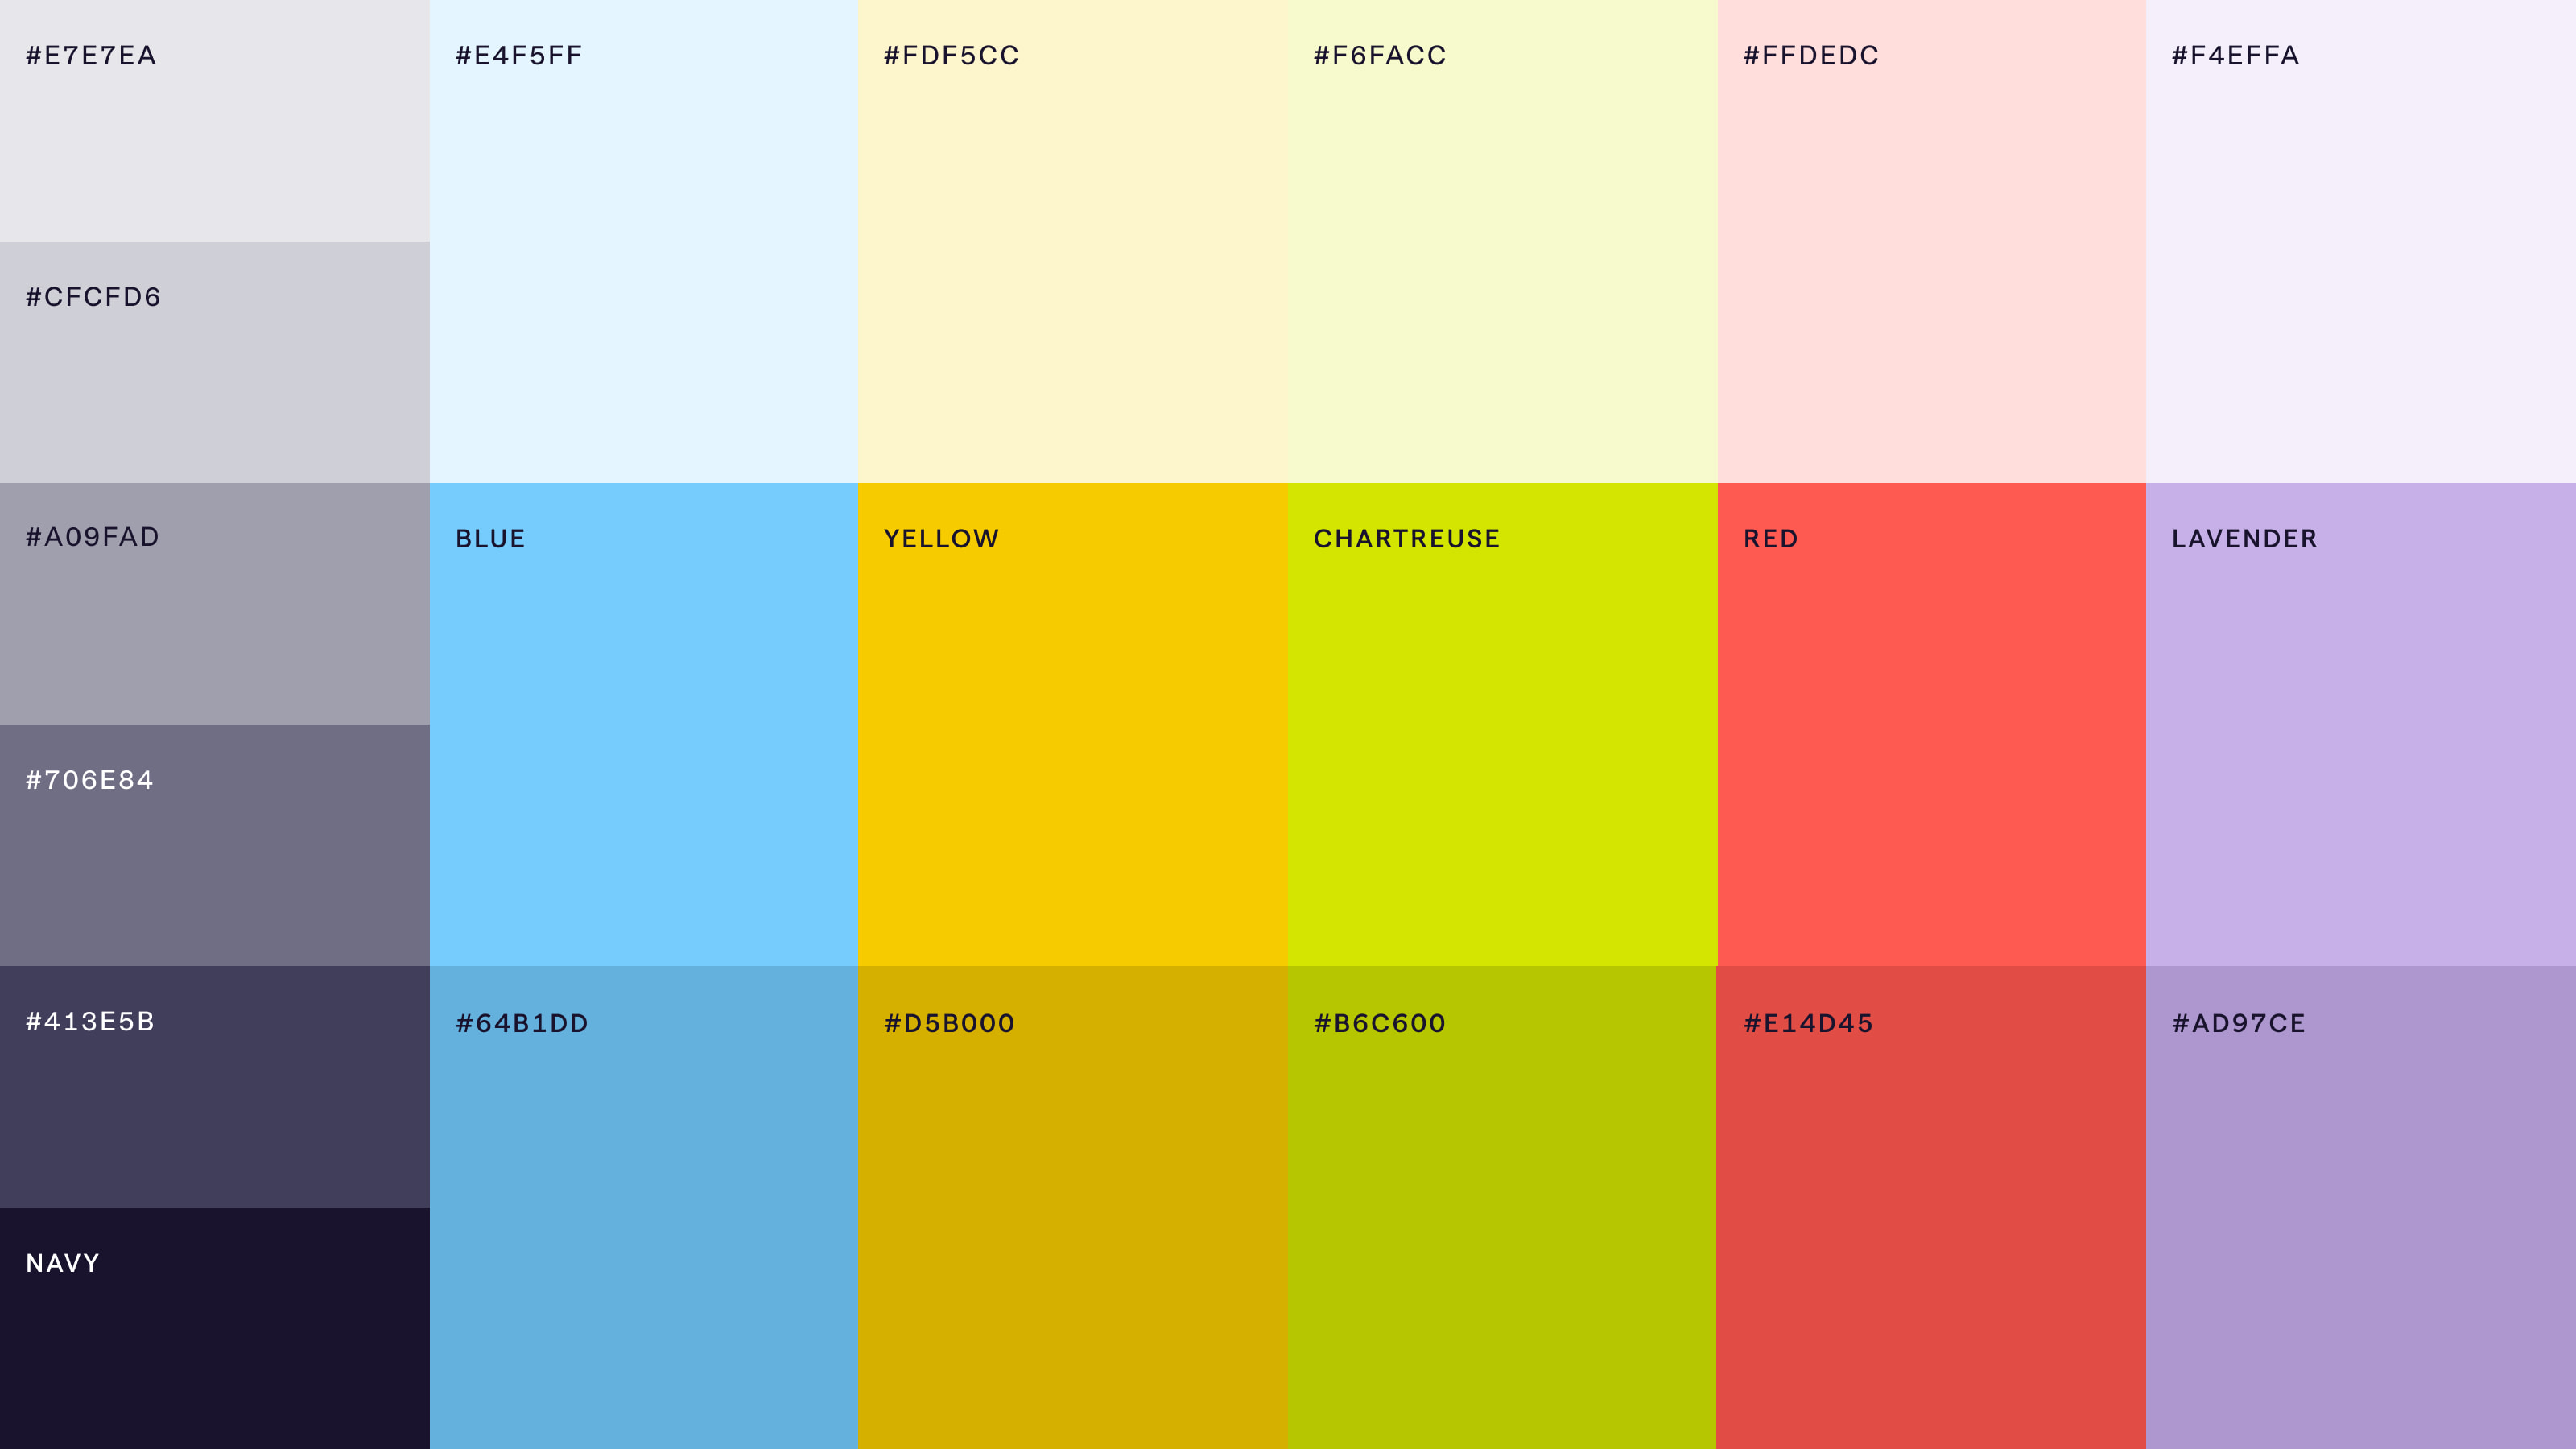 #E7E7EA
#E4F5FF
#FDF5CC
#F6FACC
#FFDEDC
#F4EFFA
#CFCFD6
#A09FAD
BLUE
YELLOW
CHARTREUSE
RED
LAVENDER
#706E84
#413E5B
#64B1DD
#D5B000
#B6C600
#E14D45
#AD97CE
NAVY